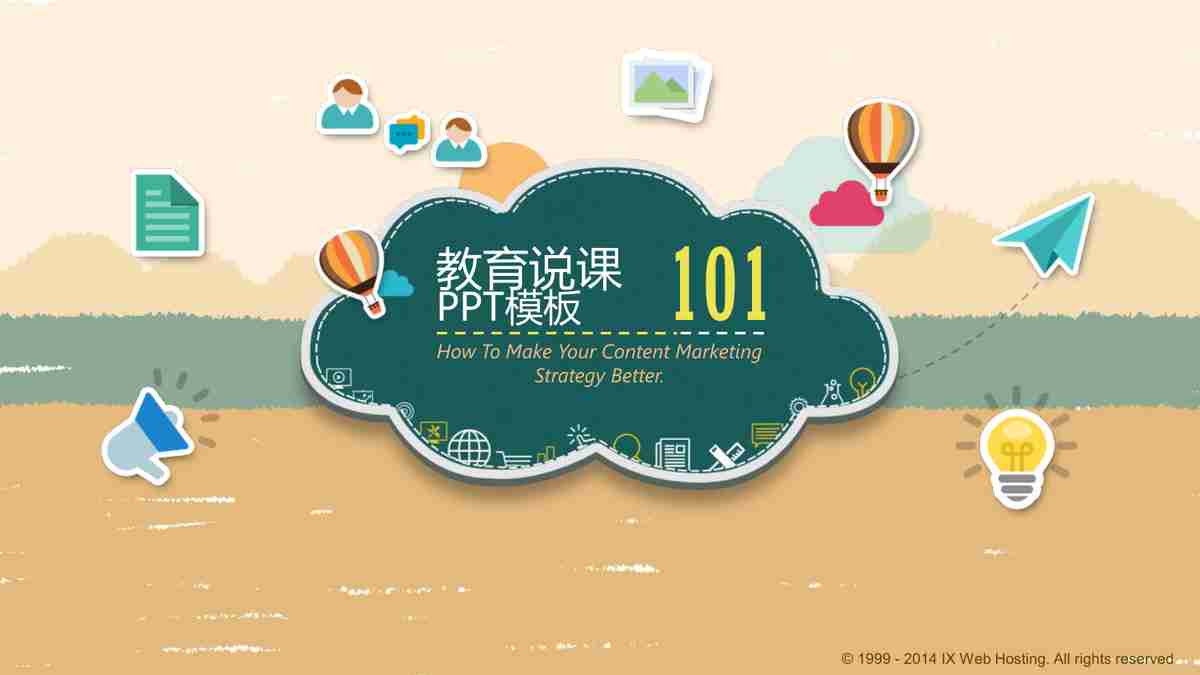 教育说课
PPT模板
101
How To Make Your Content Marketing
Strategy Better.
© 1999 - 2014 IX Web Hosting. All rights reserved